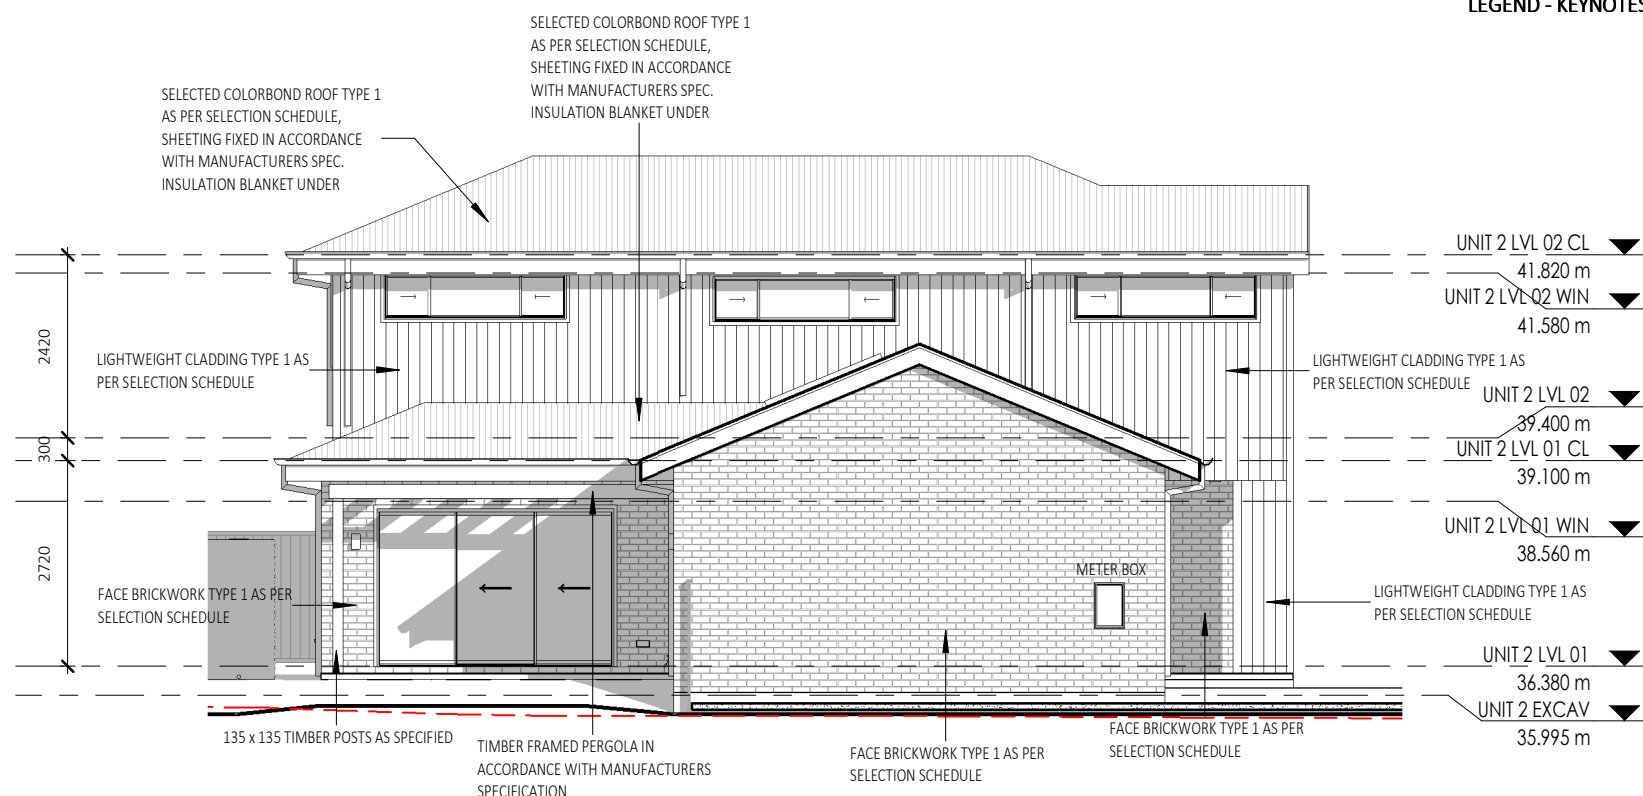 LEGEND - KEYNOTES
SELECTED COLORBOND ROOF TYPE 1
AS PER SELECTION SCHEDULE,
SHEETING FIXED IN ACCORDANCE
WITH MANUFACTURERS SPEC.
INSULATION BLANKET UNDER
SELECTED COLORBOND ROOF TYPE 1
AS PER SELECTION SCHEDULE,
SHEETING FIXED IN ACCORDANCE
WITH MANUFACTURERS SPEC.
INSULATION BLANKET UNDER
UNIT 2 LVL 02 CL
41.820 m
UNIT 2 LVL 02 WIN
41.580 m
2420
LIGHTWEIGHT CLADDING TYPE 1 AS
PER SELECTION SCHEDULE
LIGHTWEIGHT CLADDING TYPE 1 AS
PER SELECTION SCHEDULE
UNIT 2 LVL 02
39.400 m
300
UNIT 2 LVL 01 CL
39.100 m
UNIT 2 LVL 01 WIN
38.560 m
2720
METER BOX
FACE BRICKWORK TYPE 1 AS PER
SELECTION SCHEDULE
LIGHTWEIGHT CLADDING TYPE 1 AS
PER SELECTION SCHEDULE
UNIT 2 LVL 01
36.380 m
UNIT 2 EXCAV
35.995 m
135 x 135 TIMBER POSTS AS SPECIFIED
TIMBER FRAMED PERGOLA IN
ACCORDANCE WITH MANUFACTURERS
SPECIFICATION
FACE BRICKWORK TYPE 1 AS PER
SELECTION SCHEDULE
FACE BRICKWORK TYPE 1 AS PER
SELECTION SCHEDULE